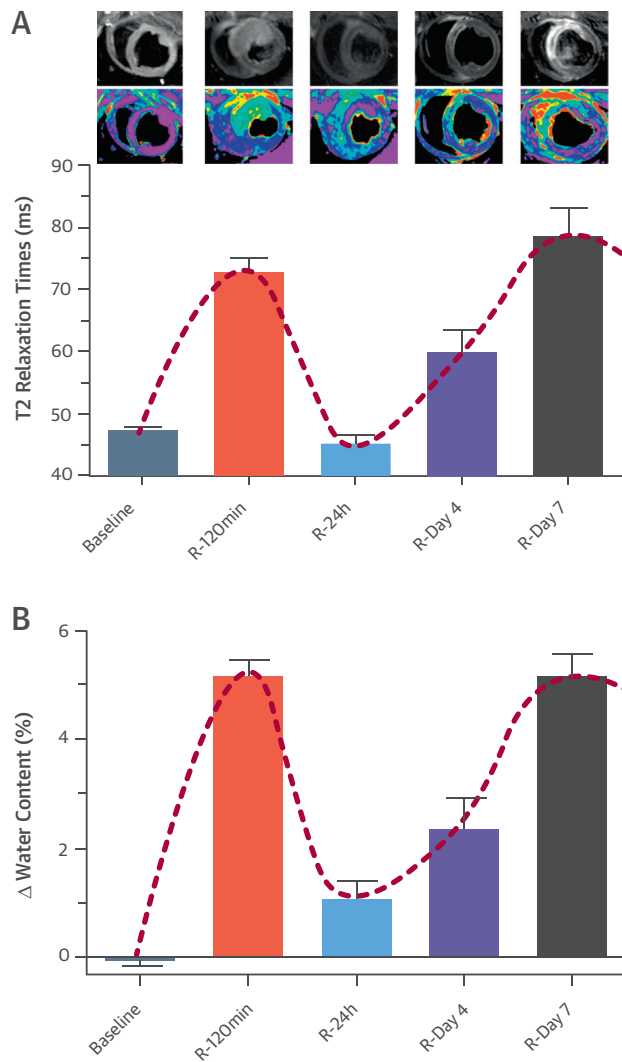 A
T2 Relaxation Times (ms)
90
80
70
60
50
40
Baseline
R-120min
R-24h
R-Day 4
R-Day 7
B
Δ Water Content (%)
6
4
2
0
Baseline
R-120min
R-24h
R-Day 4
R-Day 7